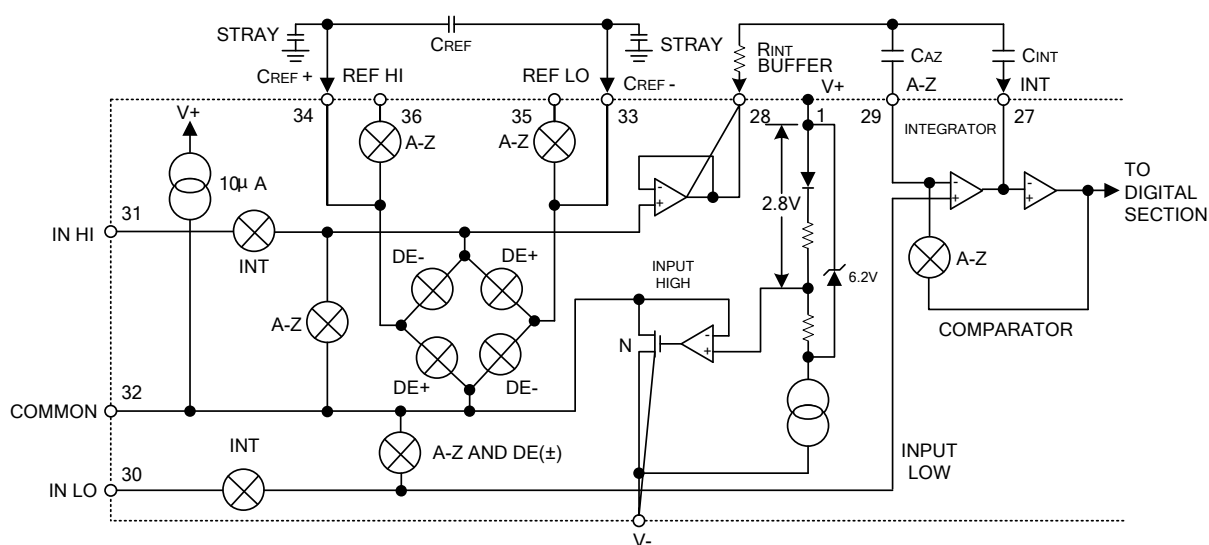 STRAY
CREF
STRAY
RINT
BUFFER
CAZ
CINT
CREF +
REF HI
REF LO
CREF -
V+
A-Z
INT
34
36
35
33
28
1
29
INTEGRATOR
27
V+
A-Z
A-Z
10µ A
2.8V
-
+
-
+
TO
DIGITAL
SECTION
31
IN HI
INT
DE-
DE+
INPUT
HIGH
6.2V
A-Z
A-Z
N
-
+
COMPARATOR
DE+
DE-
32
COMMON
INT
A-Z AND DE(±)
INPUT
LOW
30
IN LO
V-